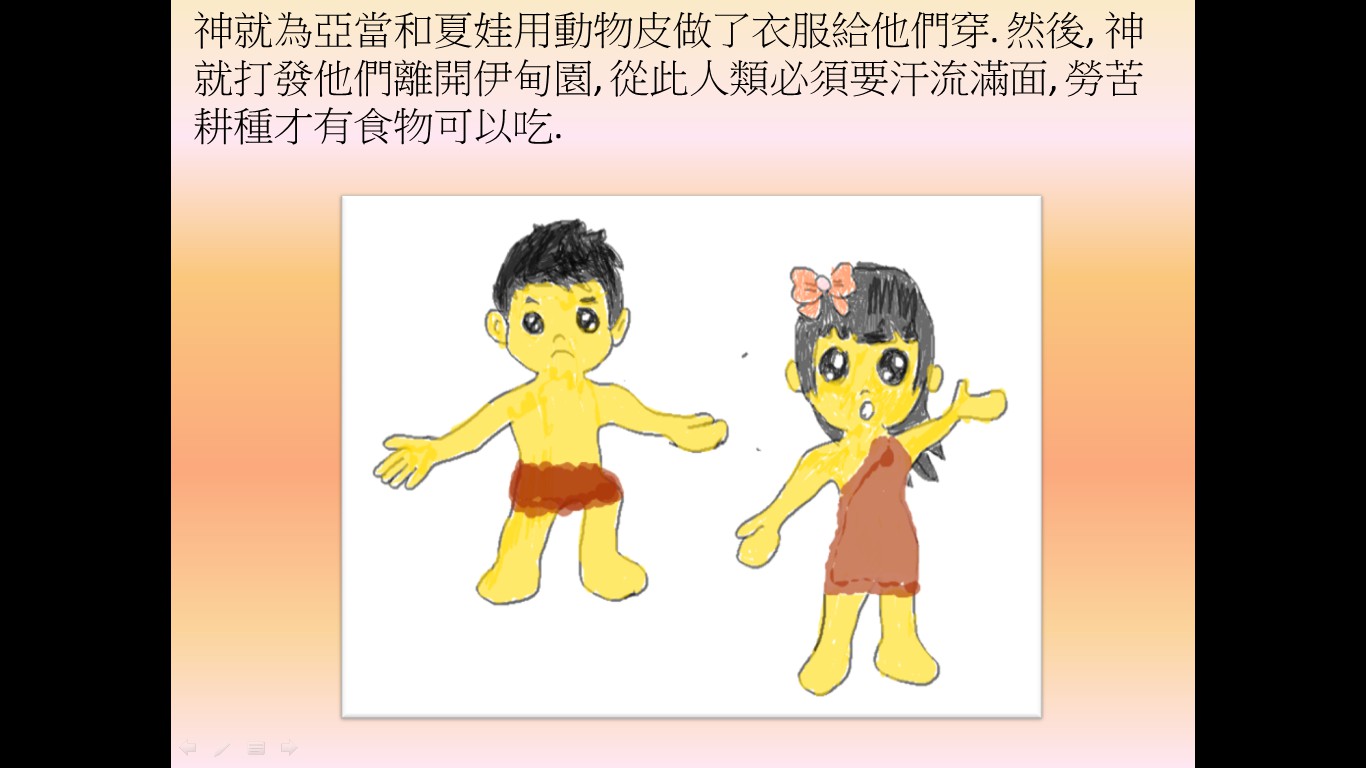 神就為亞當和夏娃用動物皮做了衣服給他們穿. 然後, 神
就打發他們離開伊甸園, 從此人類必須要汗流滿面, 勞苦
耕種才有食物可以吃.